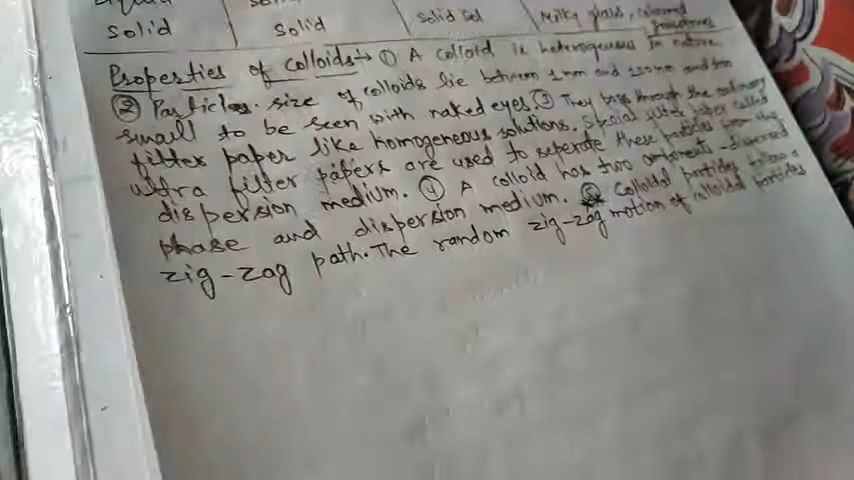 Solid Solid Solid Sol Milky glass, coloured
Properties of colloids→ ① A colloid is heterogeneous in nature.
② Particles. size of colloids lie between 1nm and 100nm and too
small to be seen with naked eyes ③ They pass through the ordinary
filter paper like homogeneous solutions. Special filter paper called
ultra filter papers are used to seperate these particles from the
dispersion medium. ④ A colloid has two components - dispersed
phase and dispersion medium. ⑤ Colloidal particles follow a
zig-zag path. The random zig-zag motion of colloidal particles